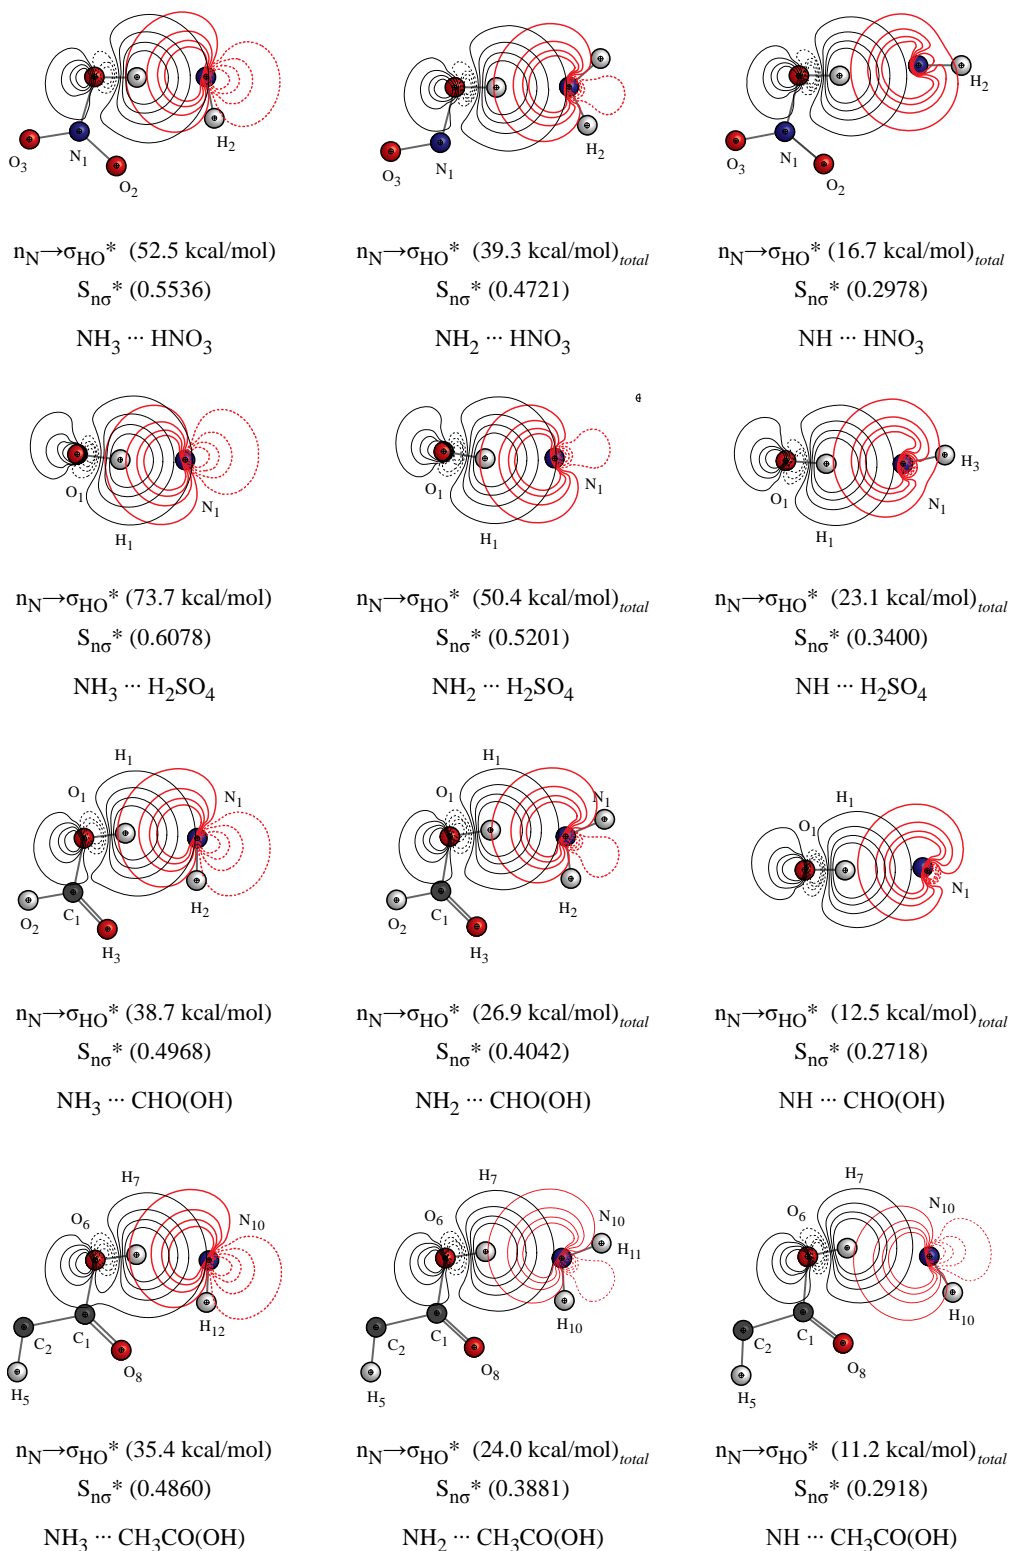 H2
O3
N1
O2
H2
O3
N1
H2
O3
N1
O2
nN→σHO* (52.5 kcal/mol)
SnσO* (0.5536)
NH3 ··· HNO3
nN→σHO* (39.3 kcal/mol)total
Snσ* (0.4721)
NH2 ··· HNO3
nN→σHO* (16.7 kcal/mol)total
Snσ* (0.2978)
NH ··· HNO3
O1
N1
H1
O1
N1
H1
H3
O1
N1
H1
nN→σHO* (73.7 kcal/mol)
Snσ* (0.6078)
NH3 ··· H2SO4
nN→σHO* (50.4 kcal/mol)total
Snσ* (0.5201)
NH2 ··· H2SO4
nN→σHO* (23.1 kcal/mol)total
Snσ* (0.3400)
NH ··· H2SO4
H1
O1
N1
H2
O2
C1
H3
H1
O1
N1
H2
O2
C1
H3
H1
O1
N1
nN→σHO* (38.7 kcal/mol)
Snσ* (0.4968)
NH3 ··· CHO(OH)
nN→σHO* (26.9 kcal/mol)total
Snσ* (0.4042)
NH2 ··· CHO(OH)
nN→σHO* (12.5 kcal/mol)total
Snσ* (0.2718)
NH ··· CHO(OH)
H7
O6
N10
H12
C2
C1
O8
H5
H7
O6
N10
H11
H10
C2
C1
O8
H5
H7
O6
N10
H10
C2
C1
O8
H5
nN→σHO* (35.4 kcal/mol)
Snσ* (0.4860)
NH3 ··· CH3CO(OH)
nN→σHO* (24.0 kcal/mol)total
Snσ* (0.3881)
NH2 ··· CH3CO(OH)
nN→σHO* (11.2 kcal/mol)total
Snσ* (0.2918)
NH ··· CH3CO(OH)